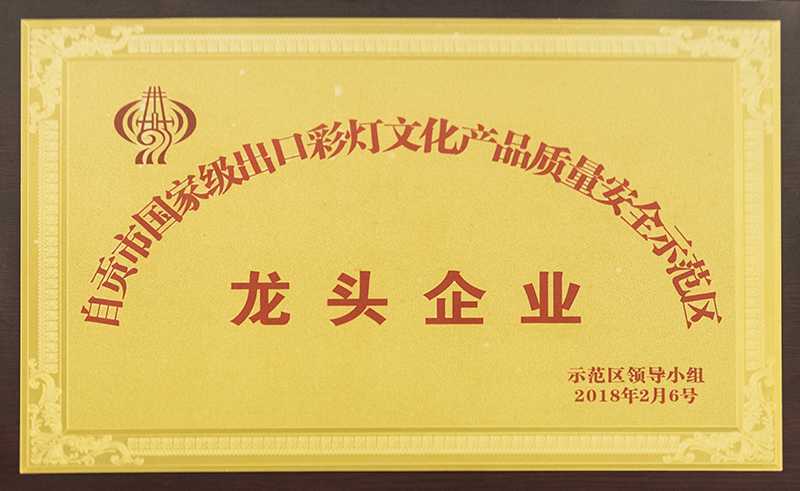 自贡市国家级出口彩灯文化产品质量安全示范区
龙头企业
示范区领导小组
2018年2月6号